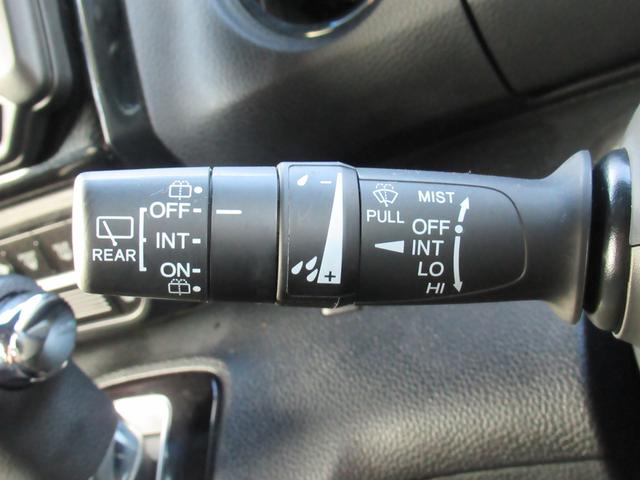 REAR
OFF
INT
ON
-
+
PULL
MIST
OFF
INT
LO
HI